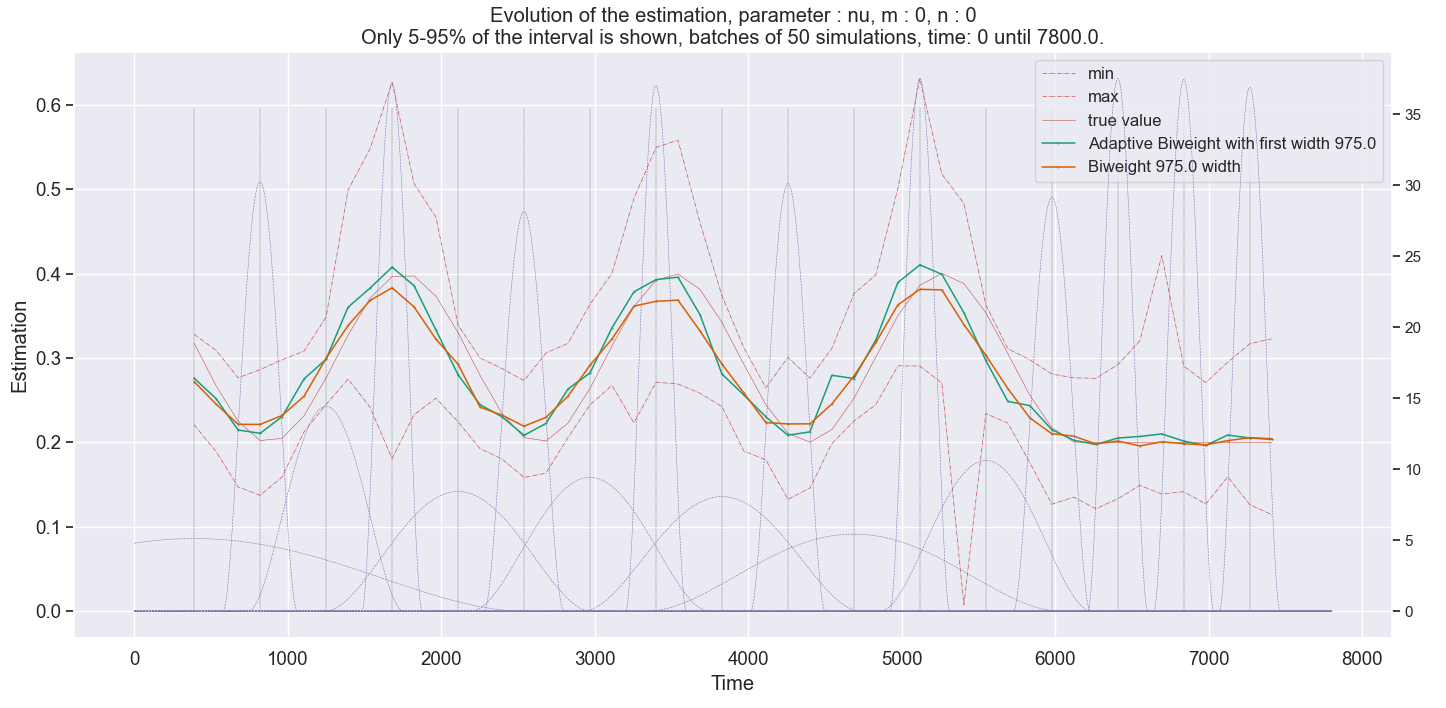 Evolution of the estimation, parameter : nu, m : 0, n : 0
Only 5-95% of the interval is shown, batches of 50 simulations, time: 0 until 7800.0.
min
max
true value
Adaptive Biweight with first width 975.0
Biweight 975.0 width
Estimation
0.6
0.5
0.4
0.3
0.2
0.1
0.0
35
30
25
20
15
10
5
0
0 1000 2000 3000 4000 5000 6000 7000 8000
Time